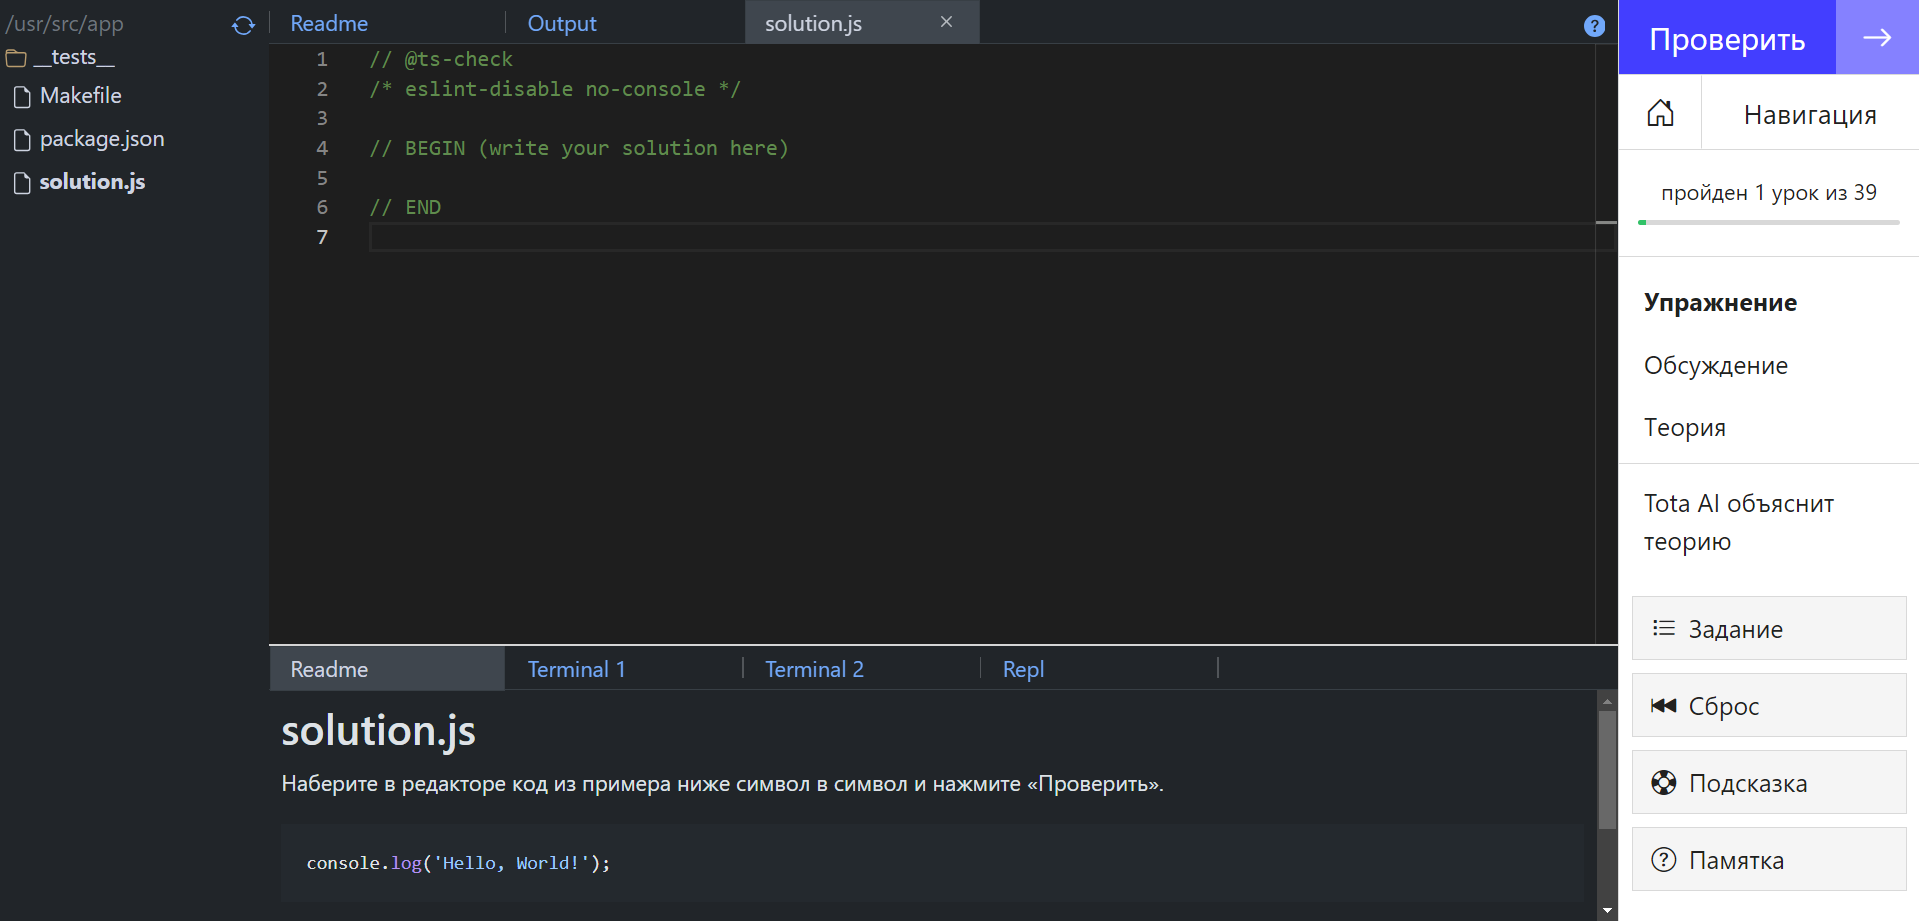 /usr/src/app
__tests__
Makefile
package.json
solution.js
Readme
Output
solution.js
1 // @ts-check
2 /* eslint-disable no-console */
3
4 // BEGIN (write your solution here)
5
6 // END
7
Readme
Terminal 1
Terminal 2
Repl
solution.js
Наберите в редакторе код из примера ниже символ в символ и нажмите «Проверить».
console.log('Hello, World!');
Проверить
Навигация
пройден 1 урок из 39
Упражнение
Обсуждение
Теория
Tota AI объяснит
теорию
Задание
Сброс
Подсказка
Памятка